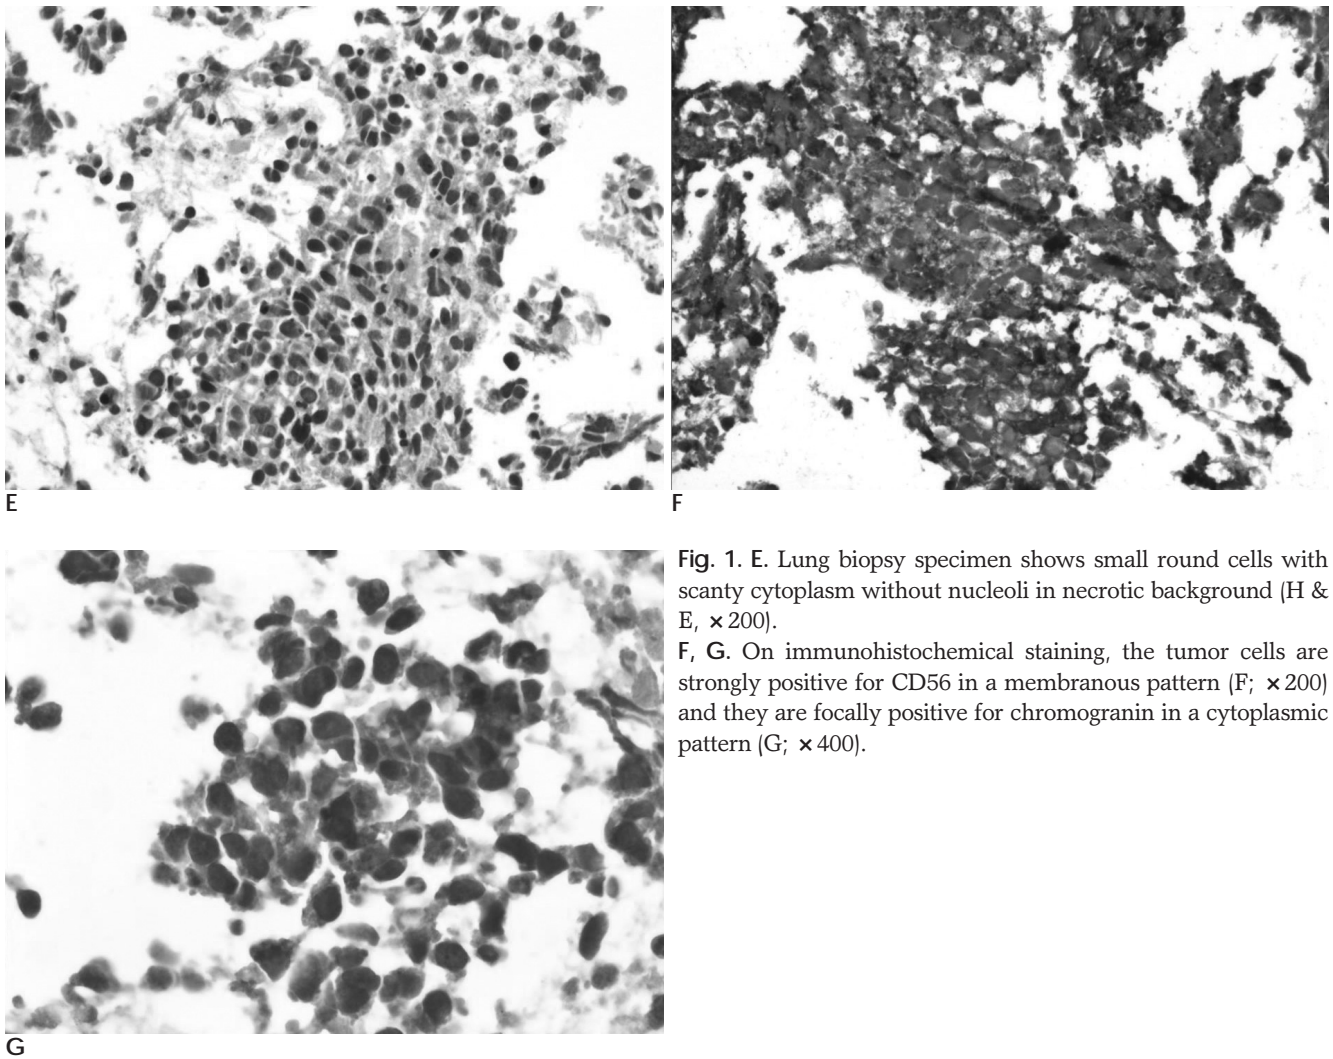 E
F
G
Fig. 1. E. Lung biopsy specimen shows small round cells with
scanty cytoplasm without nucleoli in necrotic background (H &
E, ×200).
F, G. On immunohistochemical staining, the tumor cells are
strongly positive for CD56 in a membranous pattern (F; ×200)
and they are focally positive for chromogranin in a cytoplasmic
pattern (G; ×400).